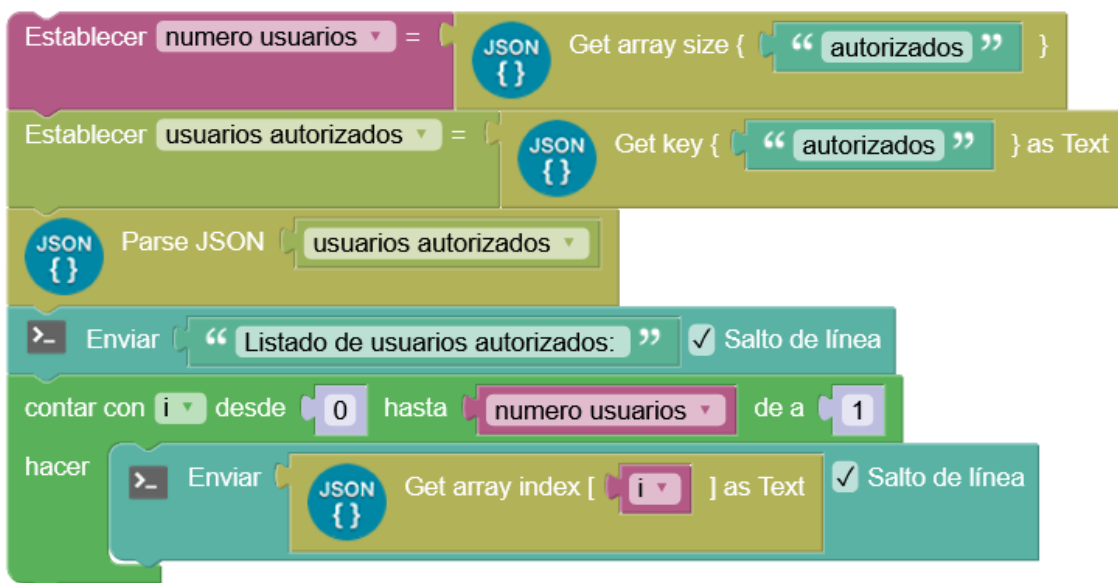 Establecer numero usuarios = JSON {} Get array size { “ autorizados ” }
Establecer usuarios autorizados = JSON {} Get key { “ autorizados ” } as Text
JSON {} Parse JSON usuarios autorizados
>_ Enviar “ Listado de usuarios autorizados: ” ✓ Salto de línea
contar con i desde 0 hasta numero usuarios de a 1
hacer >_ Enviar JSON {} Get array index [ i ] as Text ✓ Salto de línea